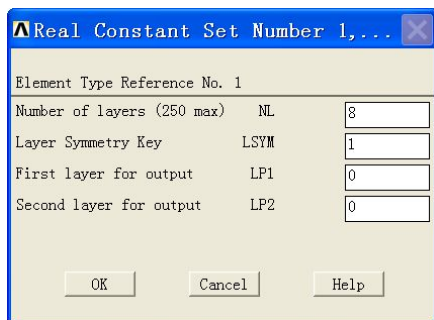 Real Constant Set Number 1,...
Element Type Reference No. 1
Number of layers (250 max) NL 8
Layer Symmetry Key LSYM 1
First layer for output LP1 0
Second layer for output LP2 0
OK Cancel Help